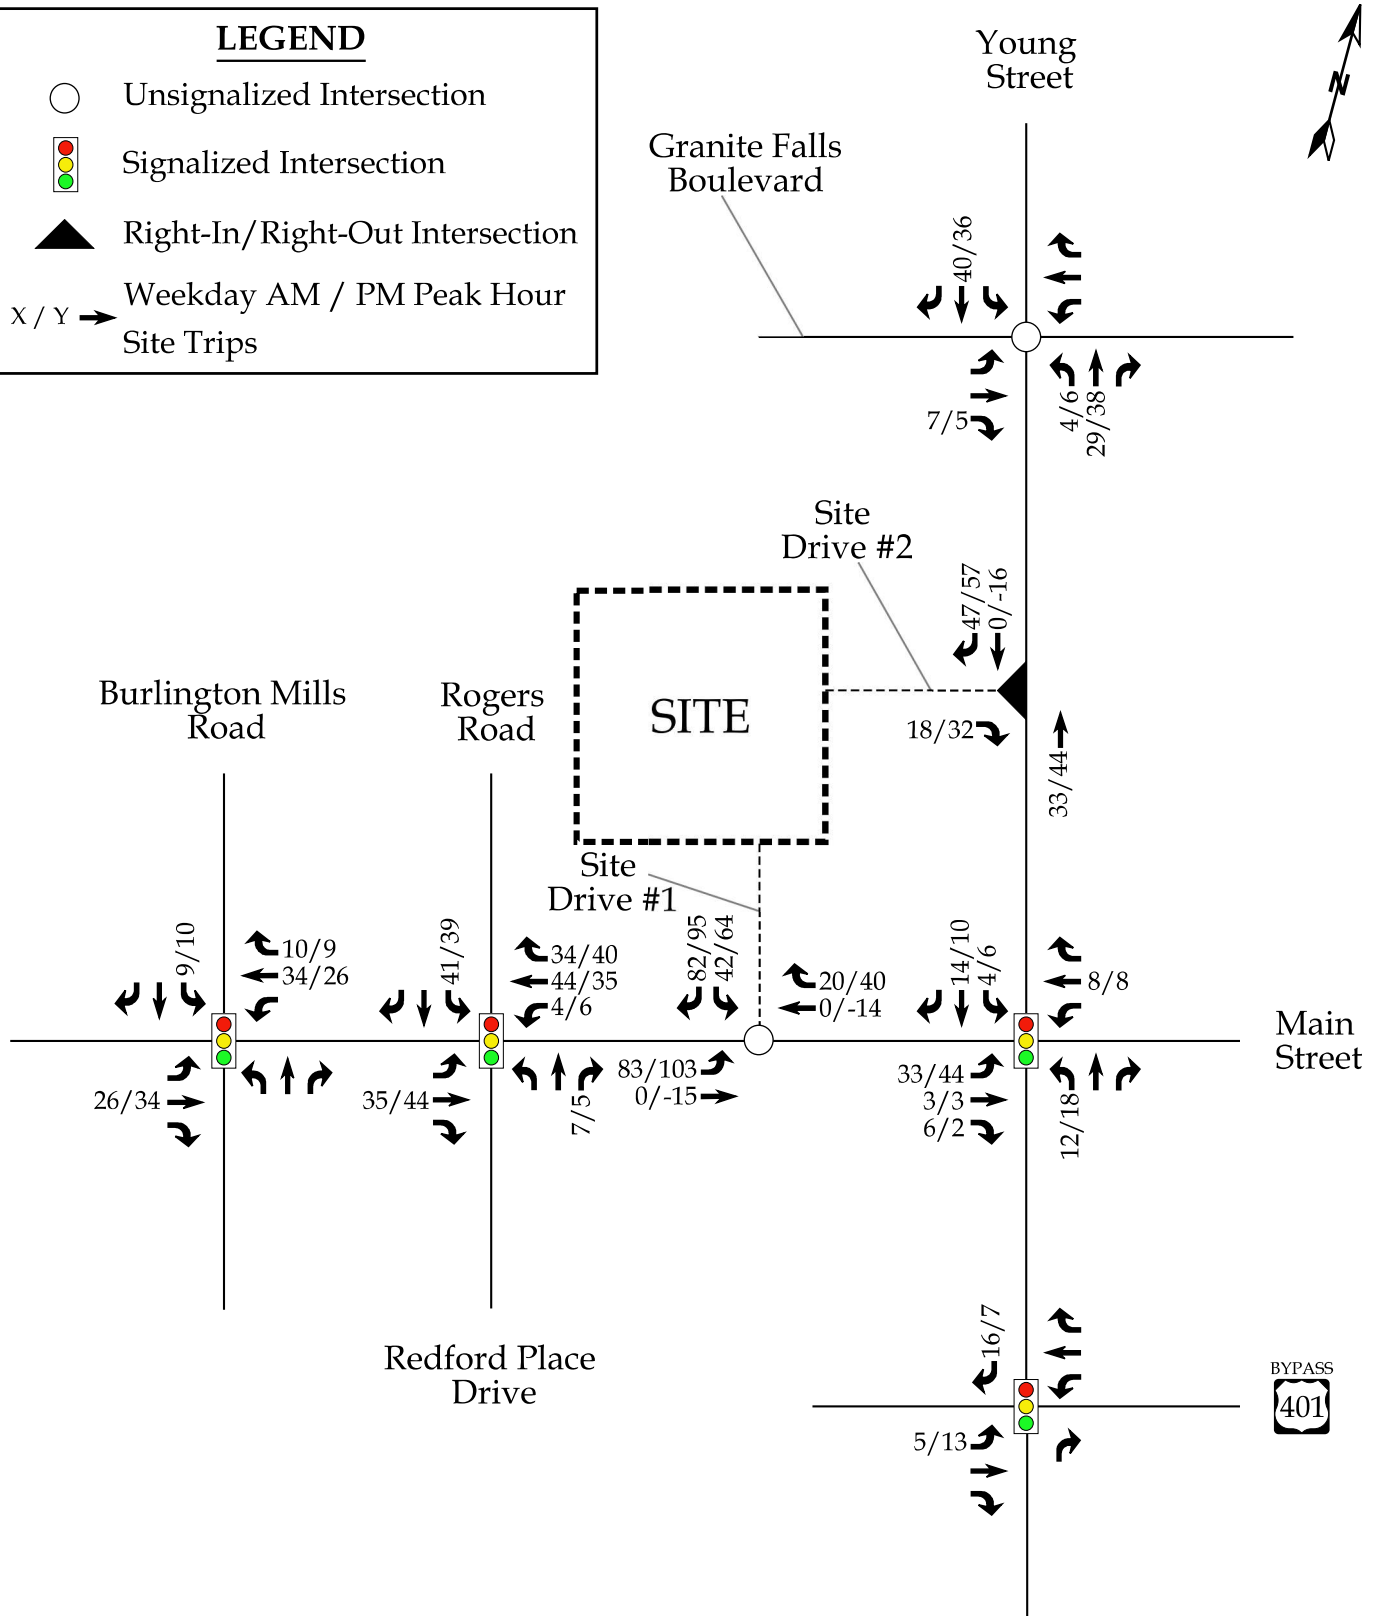 LEGEND
Unsignalized Intersection
Signalized Intersection
Right-In/Right-Out Intersection
X / Y
Weekday AM / PM Peak Hour
Site Trips
Young
Street
N
Granite Falls
Boulevard
40/36
7/5
4/6
29/38
Site
Drive #2
47/57
0/-16
18/32
33/44
SITE
Burlington Mills
Road
Rogers
Road
Site
Drive #1
9/10
10/9
34/26
26/34
41/39
34/40
44/35
4/6
35/44
7/5
82/95
42/64
20/40
0/-14
83/103
0/-15
14/10
4/6
8/8
33/44
3/3
6/2
12/18
Main
Street
Redford Place
Drive
16/7
5/13
BYPASS
401